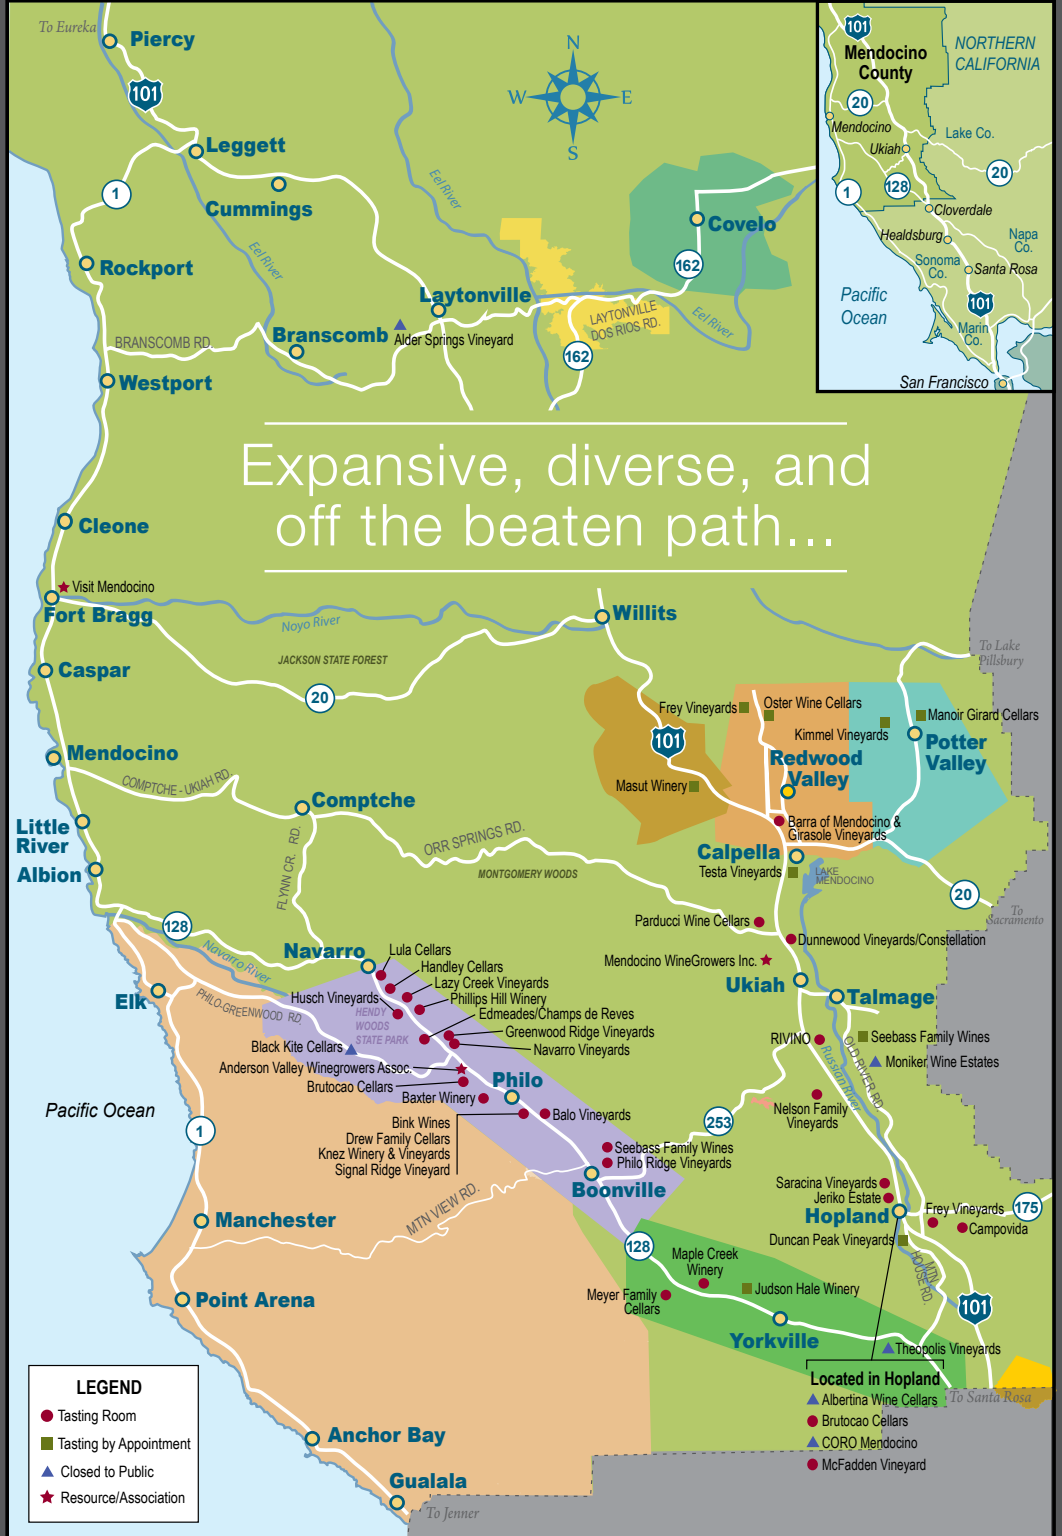 To Eureka
Piercy
101
Leggett
1
Cummings
Rockport
Eel River
Eel River
N
W
E
S
Covelo
162
Laytonville
LAYTONVILLE
DOS RIOS RD.
Eel River
Branscomb
Alder Springs Vineyard
BRANSCOMB RD.
162
Westport
101
Mendocino
County
NORTHERN
CALIFORNIA
20
Mendocino
Lake Co.
Ukiah
20
128
1
Cloverdale
Healdsburg
Napa
Co.
Sonoma
Co.
Santa Rosa
Pacific
Ocean
101
Marin
Co.
San Francisco
Expansive, diverse, and
off the beaten path...
Cleone
Visit Mendocino
Fort Bragg
Noyo River
Willits
JACKSON STATE FOREST
Caspar
20
To Lake
Pillsbury
Frey Vineyards
Oster Wine Cellars
Manoir Girard Cellars
Kimmel Vineyards
101
Potter
Valley
Redwood
Valley
Masut Winery
Mendocino
COMPTCHE - UKIAH RD.
Comptche
Barra of Mendocino &
Girasole Vineyards
Little
River
ORR SPRINGS RD.
FLYNN CR. RD.
Calpella
Albion
MONTGOMERY WOODS
Testa Vineyards
LAKE
MENDOCINO
20
To
Sacramento
128
Parducci Wine Cellars
Dunnewood Vineyards/Constellation
Navarro River
Navarro
Lula Cellars
Handley Cellars
Lazy Creek Vineyards
Phillips Hill Winery
Edmeades/Champs de Reves
Greenwood Ridge Vineyards
Navarro Vineyards
Husch Vineyards
HENDY
WOODS
STATE PARK
Mendocino WineGrowers Inc.
Ukiah
Talmage
Elk
PHILO-GREENWOOD RD.
Black Kite Cellars
RIVINO
Seebass Family Wines
Moniker Wine Estates
Russian River
OLD RIVER RD.
Anderson Valley Winegrowers Assoc.
Brutocao Cellars
Philo
Baxter Winery
Pacific Ocean
1
Bink Wines
Drew Family Cellars
Knez Winery & Vineyards
Signal Ridge Vineyard
Balo Vineyards
253
Nelson Family
Vineyards
Seebass Family Wines
Philo Ridge Vineyards
Boonville
Saracina Vineyards
Jeriko Estate
Hopland
Frey Vineyards
175
Campovida
Duncan Peak Vineyards
MTN.
HOUSE RD.
Manchester
MTN VIEW RD.
128
Maple Creek
Winery
Meyer Family
Cellars
Judson Hale Winery
101
Point Arena
Yorkville
Theopolis Vineyards
Located in Hopland
Albertina Wine Cellars
Brutocao Cellars
CORO Mendocino
McFadden Vineyard
To Santa Rosa
Anchor Bay
Gualala
To Jenner
LEGEND
Tasting Room
Tasting by Appointment
Closed to Public
Resource/Association